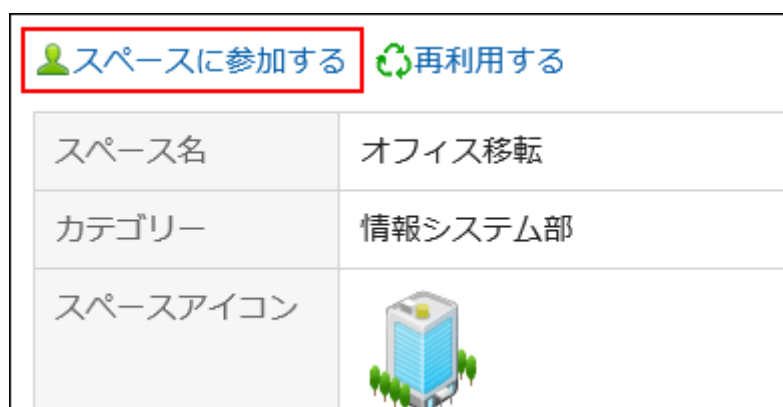 スペースに参加する 再利用する
スペース名 オフィス移転
カテゴリー 情報システム部
スペースアイコン